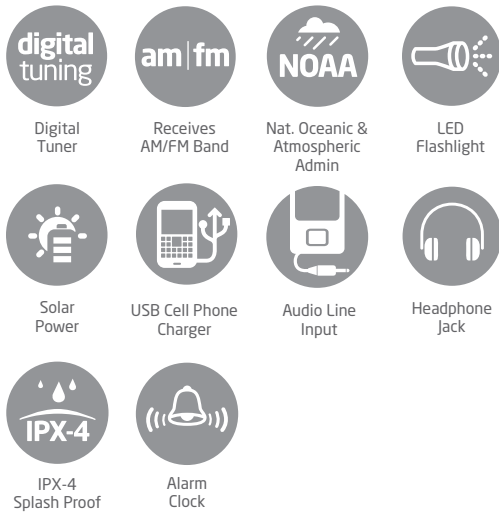 digital
tuning
am|fm
NOAA
Digital
Tuner
Receives
AM/FM Band
Nat. Oceanic &
Atmospheric
Admin
LED
Flashlight
Solar
Power
USB Cell Phone
Charger
Audio Line
Input
Headphone
Jack
IPX-4
IPX-4
Splash Proof
Alarm
Clock